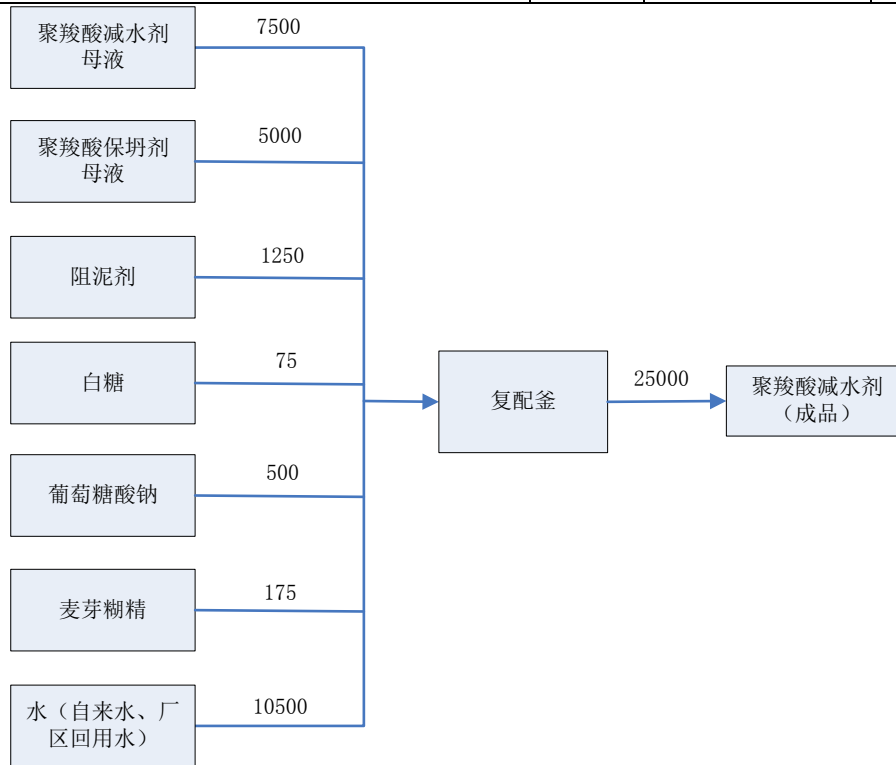 聚羧酸减水剂
母液
7500
聚羧酸保坍剂
母液
5000
阻泥剂
1250
白糖
75
葡萄糖酸钠
500
麦芽糊精
175
水（自来水、厂
区回用水）
10500
复配釜
25000
聚羧酸减水剂
（成品）